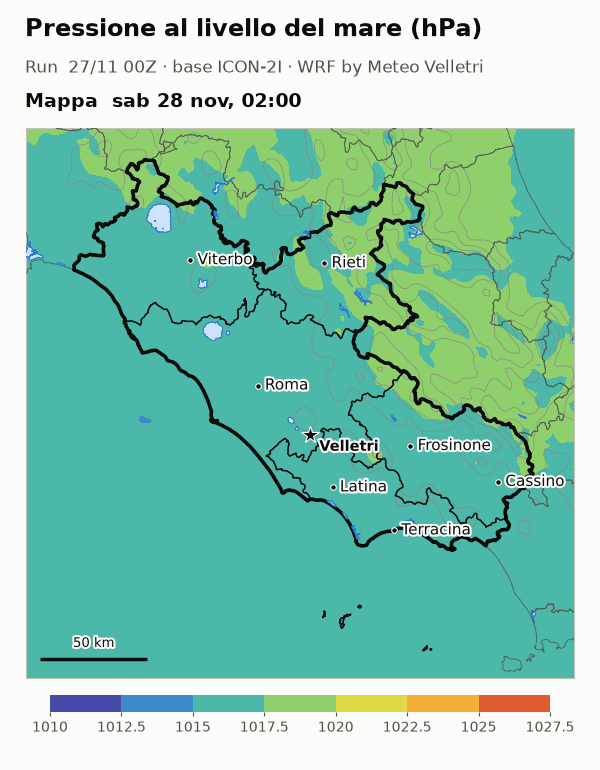 Pressione al livello del mare (hPa)
Run  27/11 00Z · base ICON-2I · WRF by Meteo Velletri
Mappa  sab 28 nov, 02:00
Viterbo
Rieti
Roma
Velletri
Frosinone
Latina
Cassino
Terracina
50 km
1010 1012.5 1015 1017.5 1020 1022.5 1025 1027.5